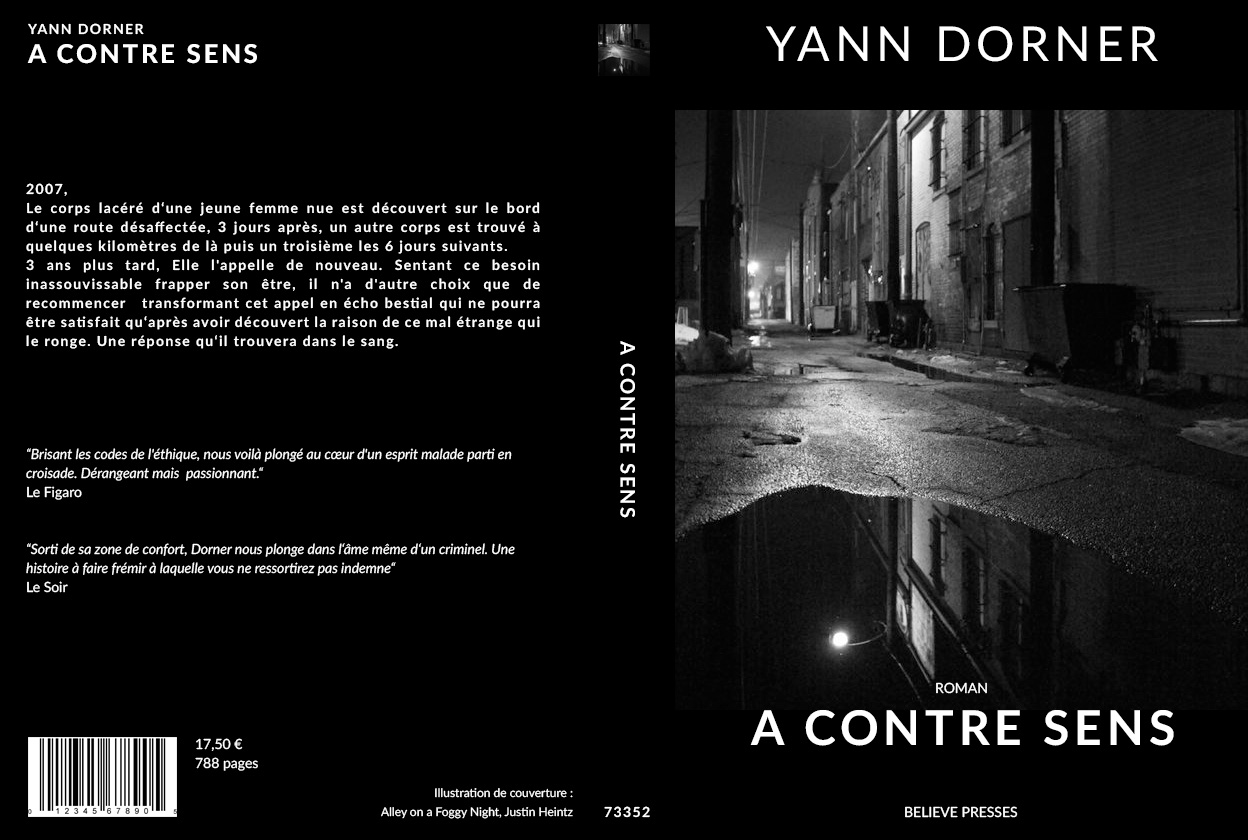 YANN DORNER
A CONTRE SENS
2007,
Le corps lacéré d‘une jeune femme nue est découvert sur le bord
d‘une route désaffectée, 3 jours après, un autre corps est trouvé à
quelques kilomètres de là puis un troisième les 6 jours suivants.
3 ans plus tard, Elle l'appelle de nouveau. Sentant ce besoin
inassouvissable frapper son être, il n'a d'autre choix que de
recommencer transformant cet appel en écho bestial qui ne pourra
être satisfait qu‘après avoir découvert la raison de ce mal étrange qui
le ronge. Une réponse qu‘il trouvera dans le sang.
“Brisant les codes de l'éthique, nous voilà plongé au cœur d'un esprit malade parti en
croisade. Dérangeant mais passionnant.“
Le Figaro
“Sorti de sa zone de confort, Dorner nous plonge dans l‘âme même d‘un criminel. Une
histoire à faire frémir à laquelle vous ne ressortirez pas indemne“
Le Soir
17,50 €
788 pages
0 12345 67890 5
Illustration de couverture :
Alley on a Foggy Night, Justin Heintz
A CONTRE SENS
73352
YANN DORNER
ROMAN
A CONTRE SENS
BELIEVE PRESSES